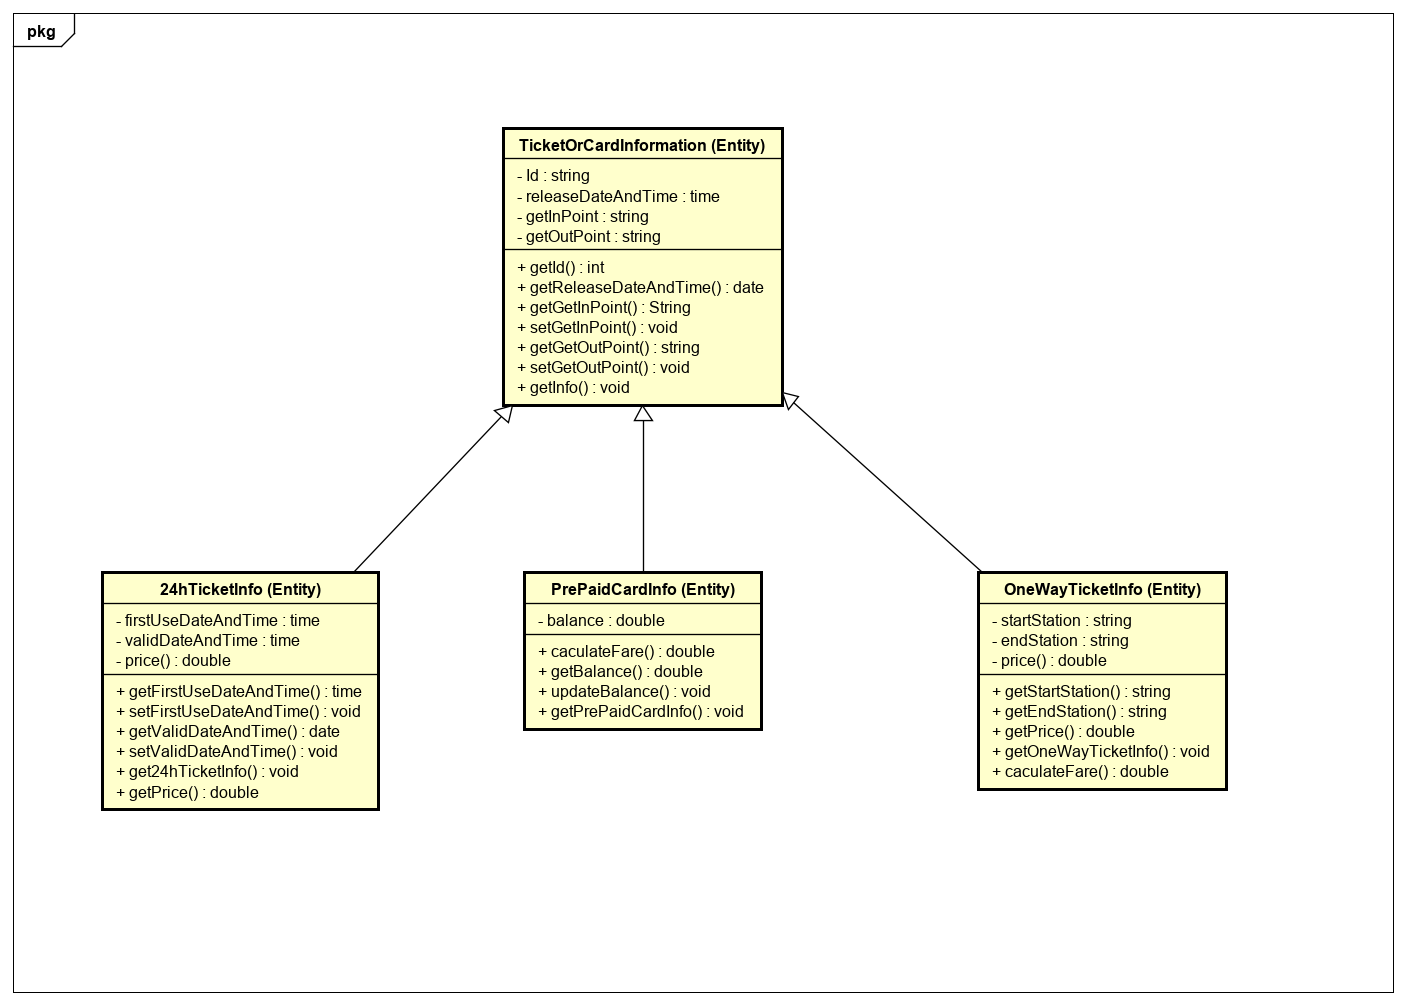 pkg
TicketOrCardInformation (Entity)
- Id : string
- releaseDateAndTime : time
- getInPoint : string
- getOutPoint : string
+ getId() : int
+ getReleaseDateAndTime() : date
+ getGetInPoint() : String
+ setGetInPoint() : void
+ getGetOutPoint() : string
+ setGetOutPoint() : void
+ getInfo() : void
24hTicketInfo (Entity)
- firstUseDateAndTime : time
- validDateAndTime : time
- price() : double
+ getFirstUseDateAndTime() : time
+ setFirstUseDateAndTime() : void
+ getValidDateAndTime() : date
+ setValidDateAndTime() : void
+ get24hTicketInfo() : void
+ getPrice() : double
PrePaidCardInfo (Entity)
- balance : double
+ caculateFare() : double
+ getBalance() : double
+ updateBalance() : void
+ getPrePaidCardInfo() : void
OneWayTicketInfo (Entity)
- startStation : string
- endStation : string
- price() : double
+ getStartStation() : string
+ getEndStation() : string
+ getPrice() : double
+ getOneWayTicketInfo() : void
+ caculateFare() : double